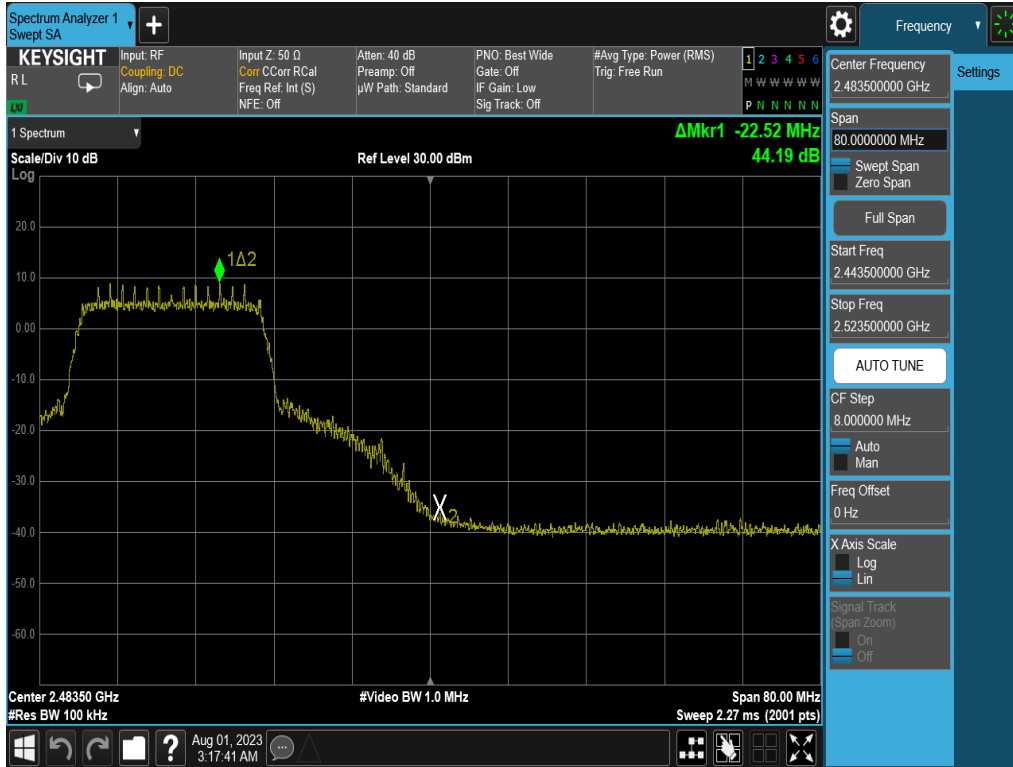 Spectrum Analyzer 1
Swept SA
Frequency
KEYSIGHT
R L
LXI
Input: RF
Coupling: DC
Align: Auto
Input Z: 50 Ω
Corr CCorr RCal
Freq Ref: Int (S)
NFE: Off
Atten: 40 dB
Preamp: Off
µW Path: Standard
PNO: Best Wide
Gate: Off
IF Gain: Low
Sig Track: Off
#Avg Type: Power (RMS)
Trig: Free Run
1 2 3 4 5 6
M W W W W W
P N N N N N
1 Spectrum
Scale/Div 10 dB
Log
Ref Level 30.00 dBm
ΔMkr1 -22.52 MHz
44.19 dB
20.0
10.0
0.00
-10.0
-20.0
-30.0
-40.0
-50.0
-60.0
1Δ2
X2
Center 2.48350 GHz
#Res BW 100 kHz
#Video BW 1.0 MHz
Span 80.00 MHz
Sweep 2.27 ms (2001 pts)
Aug 01, 2023
3:17:41 AM
Center Frequency
2.483500000 GHz
Settings
Span
80.0000000 MHz
Swept Span
Zero Span
Full Span
Start Freq
2.443500000 GHz
Stop Freq
2.523500000 GHz
AUTO TUNE
CF Step
8.000000 MHz
Auto
Man
Freq Offset
0 Hz
X Axis Scale
Log
Lin
Signal Track
(Span Zoom)
On
Off